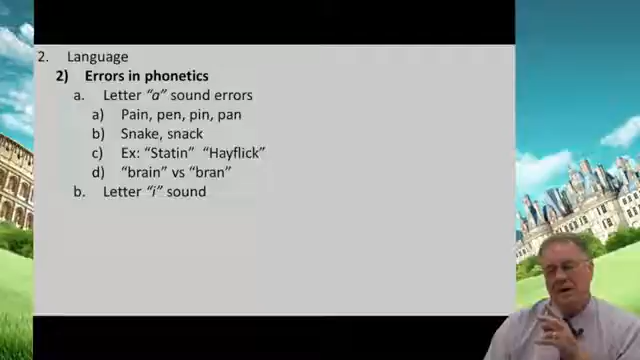 2. Language
2) Errors in phonetics
a. Letter “a” sound errors
a) Pain, pen, pin, pan
b) Snake, snack
c) Ex: “Statin” “Hayflick”
d) “brain” vs “bran”
b. Letter “i” sound